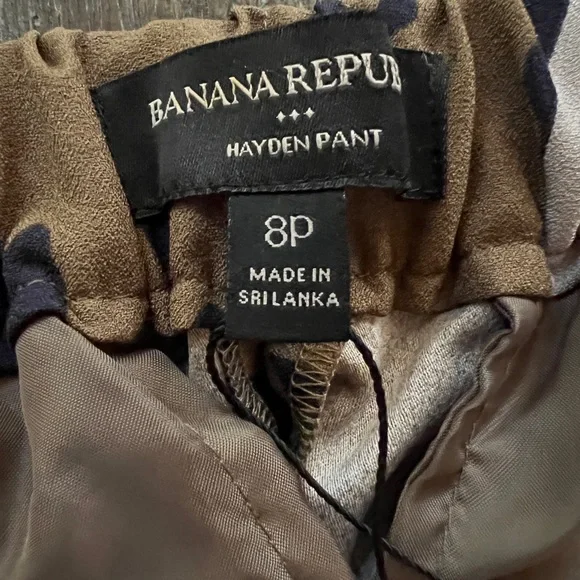 BANANA REPUB
HAYDEN PANT
8P
MADE IN
SRI LANKA